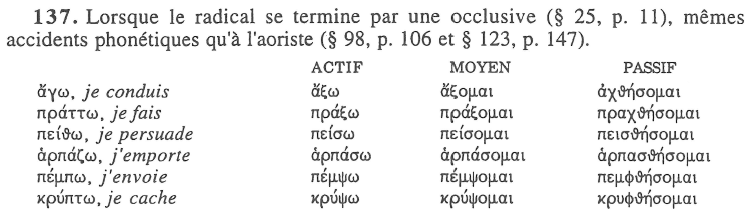 137. Lorsque le radical se termine par une occlusive (§ 25, p. 11), mêmes
accidents phonétiques qu'à l'aoriste (§ 98, p. 106 et § 123, p. 147).
ACTIF MOYEN PASSIF
ἄγω, je conduis ἄξω ἄξομαι ἀχθήσομαι
πράττω, je fais πράξω πράξομαι πραχθήσομαι
πείθω, je persuade πείσω πείσομαι πεισθήσομαι
ἁρπάζω, j'emporte ἁρπάσω ἁρπάσομαι ἁρπασθήσομαι
πέμπω, j'envoie πέμψω πέμψομαι πεμφθήσομαι
κρύπτω, je cache κρύψω κρύψομαι κρυφθήσομαι